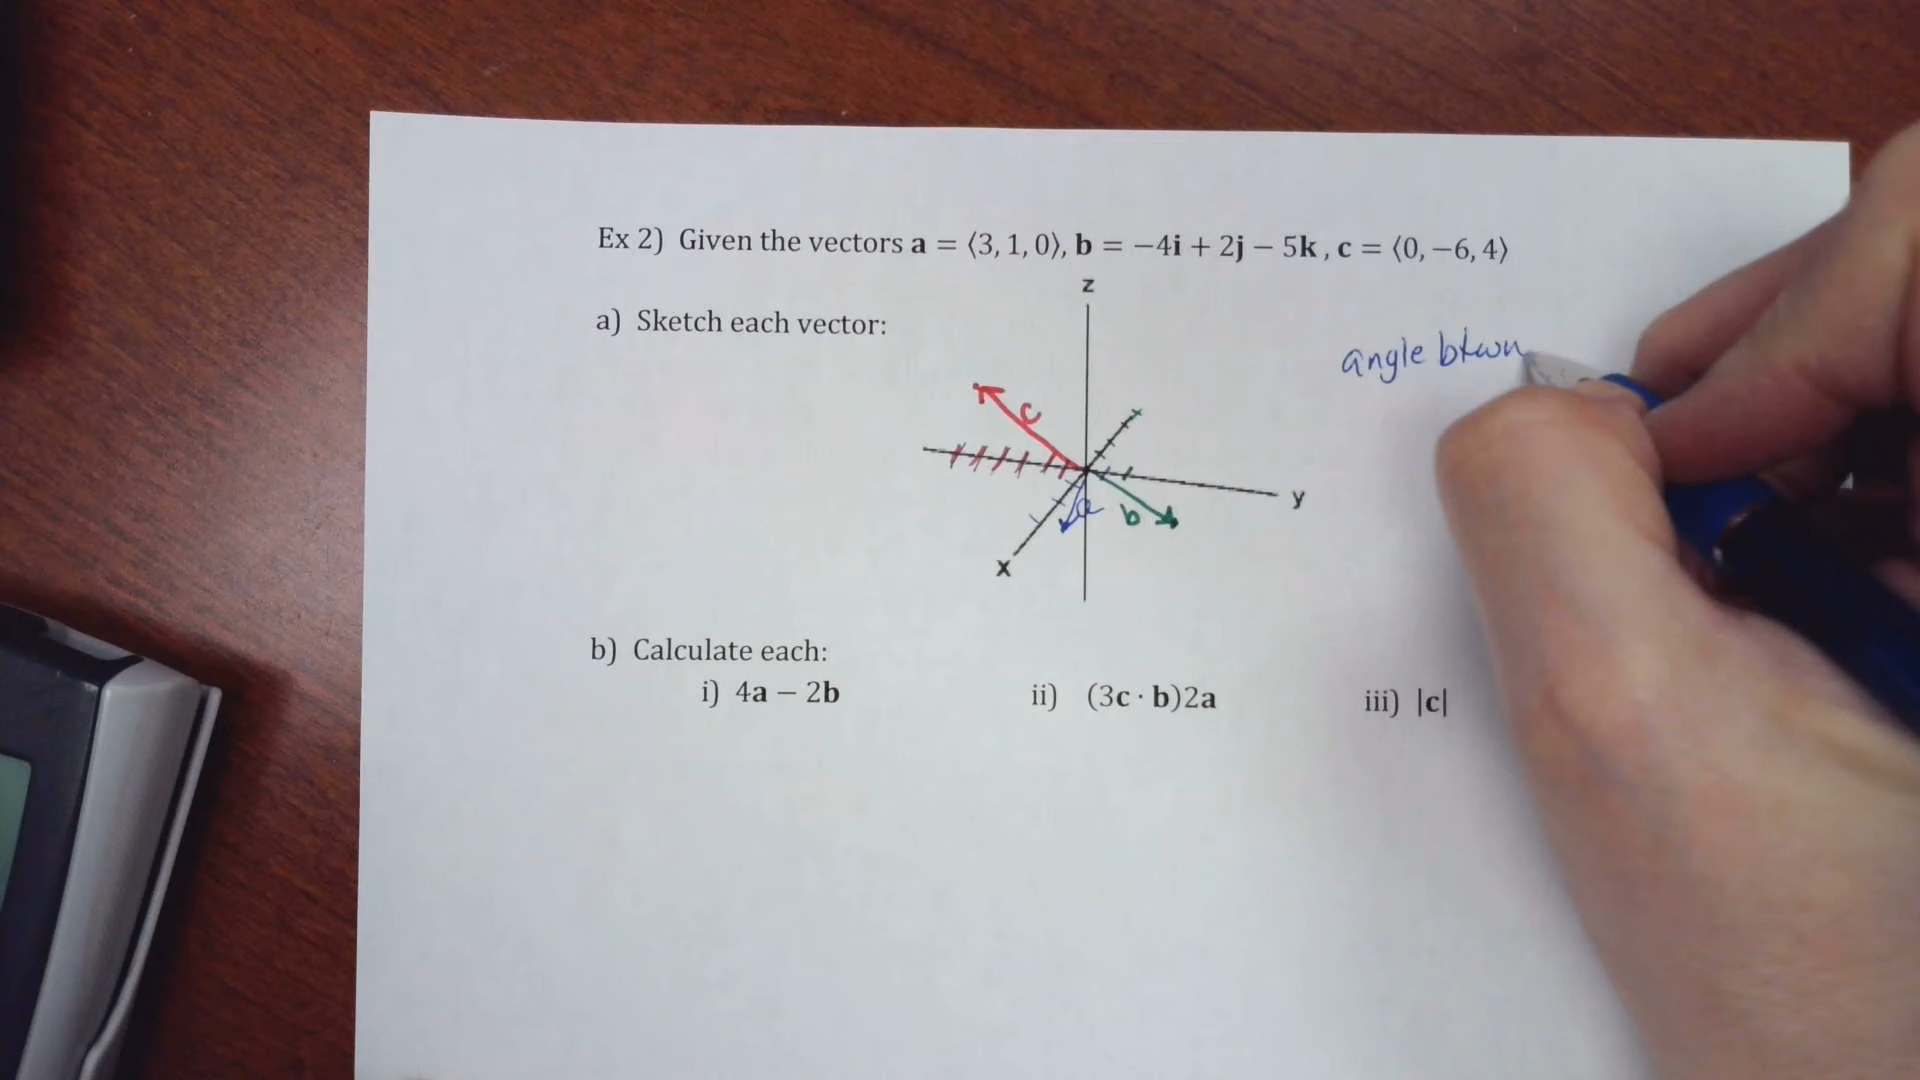 Ex 2) Given the vectors a = ⟨3, 1, 0⟩, b = −4i + 2j − 5k , c = ⟨0, −6, 4⟩
z
a) Sketch each vector:
angle btwn
c
y
a
b
x
b) Calculate each:
i) 4a − 2b
ii) (3c · b)2a
iii) |c|